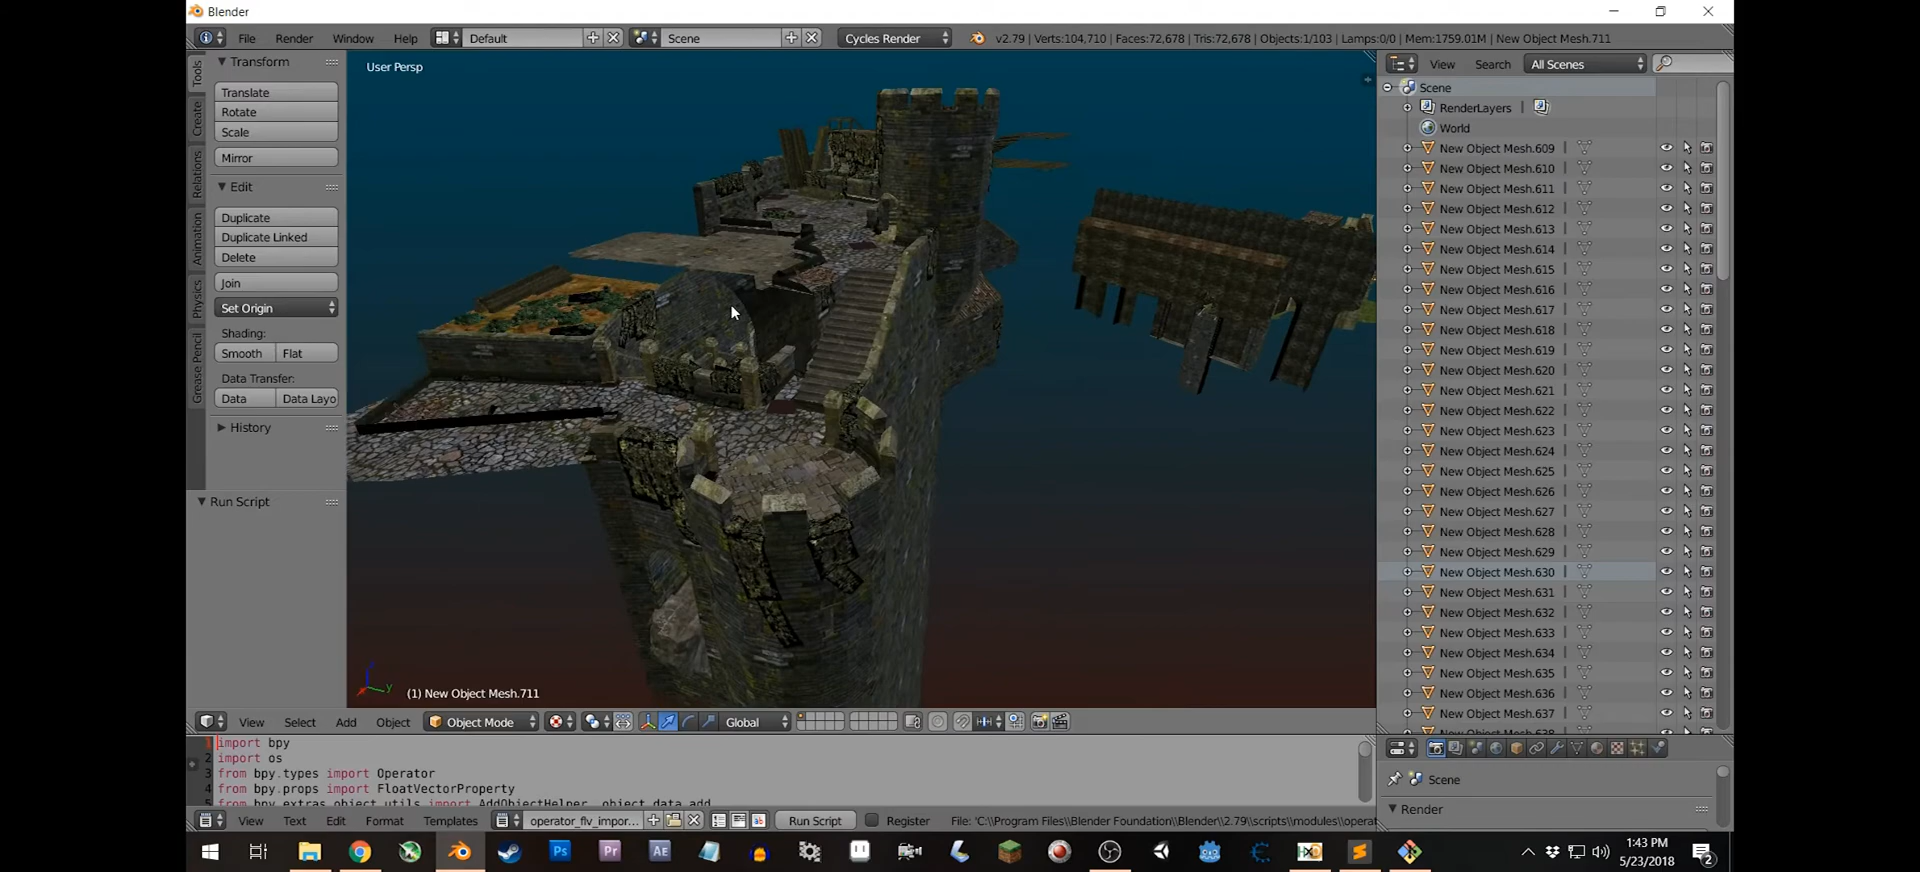 Blender
File Render Window Help Default Scene Cycles Render v2.79 | Verts:104,710 | Faces:72,678 | Tris:72,678 | Objects:1/103 | Lamps:0/0 | Mem:1759.01M | New Object Mesh.711
Tools
Create
Relations
Animation
Physics
Grease Pencil
Transform
Translate
Rotate
Scale
Mirror
Edit
Duplicate
Duplicate Linked
Delete
Join
Set Origin
Shading:
Smooth Flat
Data Transfer:
Data Data Layo
History
Run Script
User Persp
(1) New Object Mesh.711
View Search All Scenes
Scene
RenderLayers
World
New Object Mesh.609
New Object Mesh.610
New Object Mesh.611
New Object Mesh.612
New Object Mesh.613
New Object Mesh.614
New Object Mesh.615
New Object Mesh.616
New Object Mesh.617
New Object Mesh.618
New Object Mesh.619
New Object Mesh.620
New Object Mesh.621
New Object Mesh.622
New Object Mesh.623
New Object Mesh.624
New Object Mesh.625
New Object Mesh.626
New Object Mesh.627
New Object Mesh.628
New Object Mesh.629
New Object Mesh.630
New Object Mesh.631
New Object Mesh.632
New Object Mesh.633
New Object Mesh.634
New Object Mesh.635
New Object Mesh.636
New Object Mesh.637
New Object Mesh.638
View Select Add Object Object Mode Global
1 import bpy
2 import os
3 from bpy.types import Operator
4 from bpy.props import FloatVectorProperty
5 from bpy_extras.object_utils import AddObjectHelper, object_data_add
Scene
Render
View Text Edit Format Templates operator_flv_impor... Run Script Register File: 'C:\\Program Files\\Blender Foundation\\Blender\\2.79\\scripts\\modules\\operat
1:43 PM
5/23/2018
2